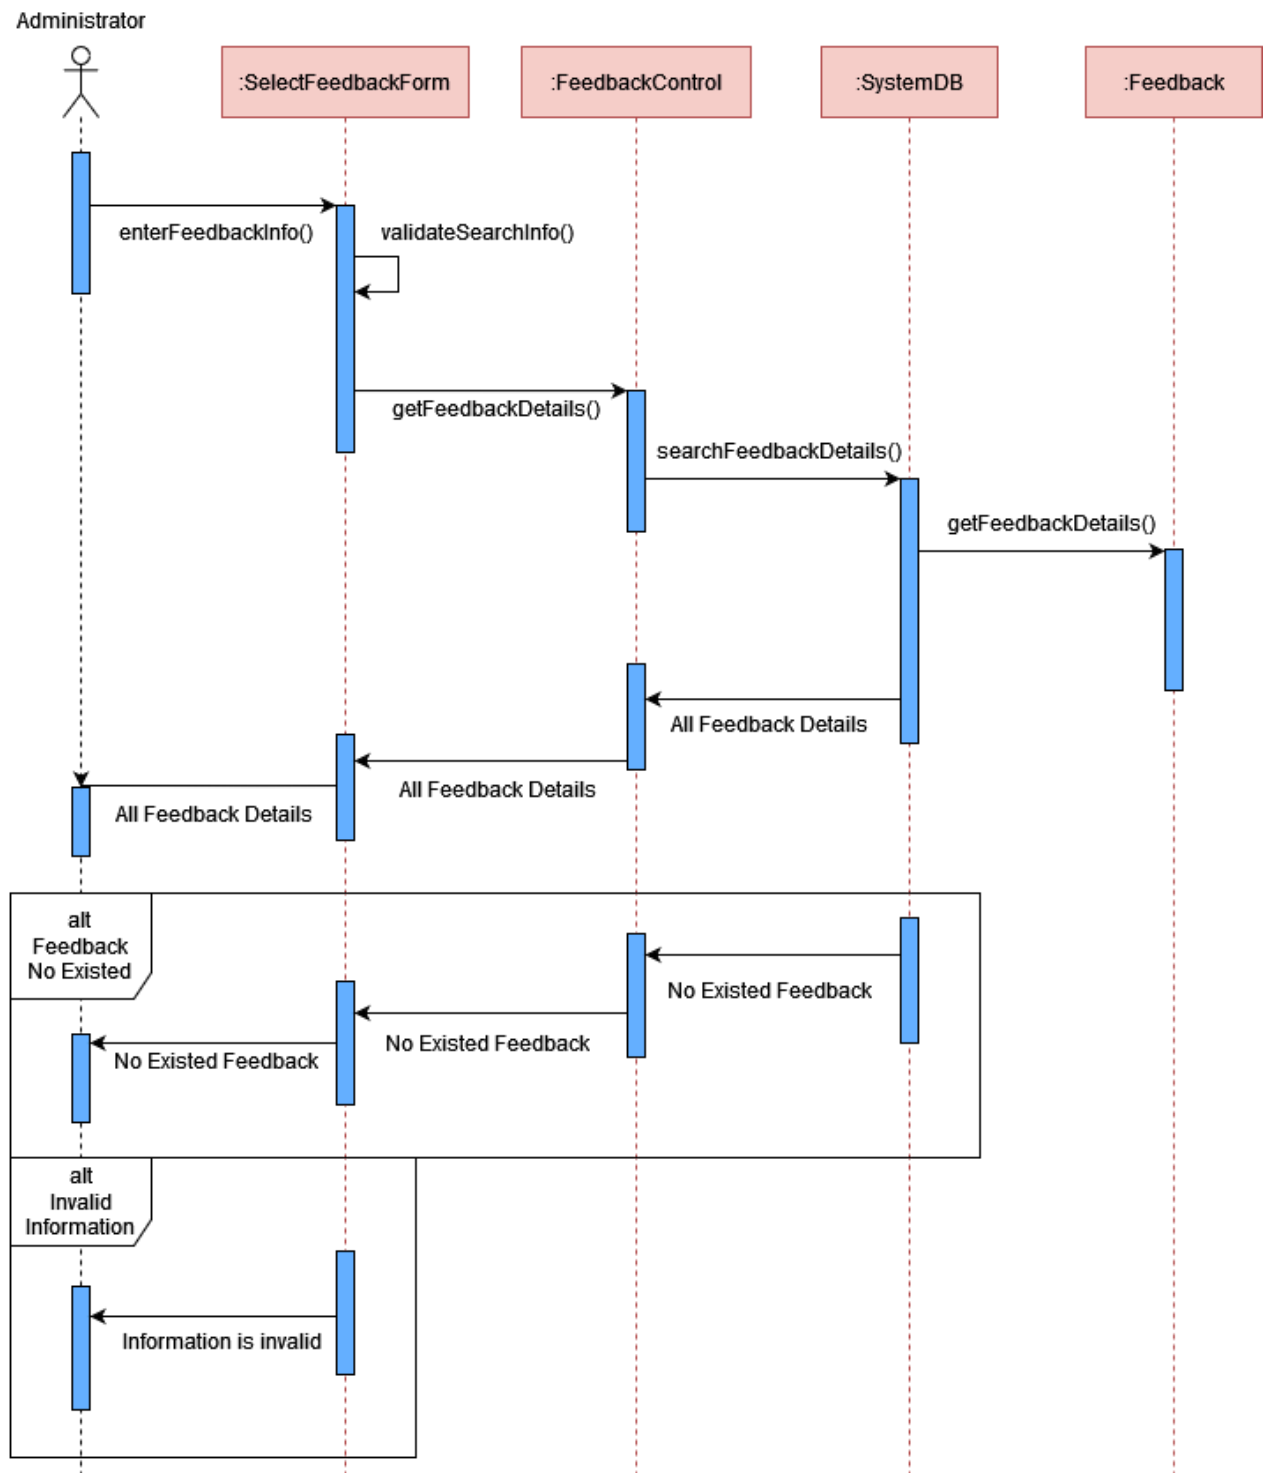 Administrator
:SelectFeedbackForm
:FeedbackControl
:SystemDB
:Feedback
enterFeedbackInfo()
validateSearchInfo()
getFeedbackDetails()
searchFeedbackDetails()
getFeedbackDetails()
All Feedback Details
All Feedback Details
All Feedback Details
alt
Feedback
No Existed
No Existed Feedback
No Existed Feedback
No Existed Feedback
alt
Invalid
Information
Information is invalid